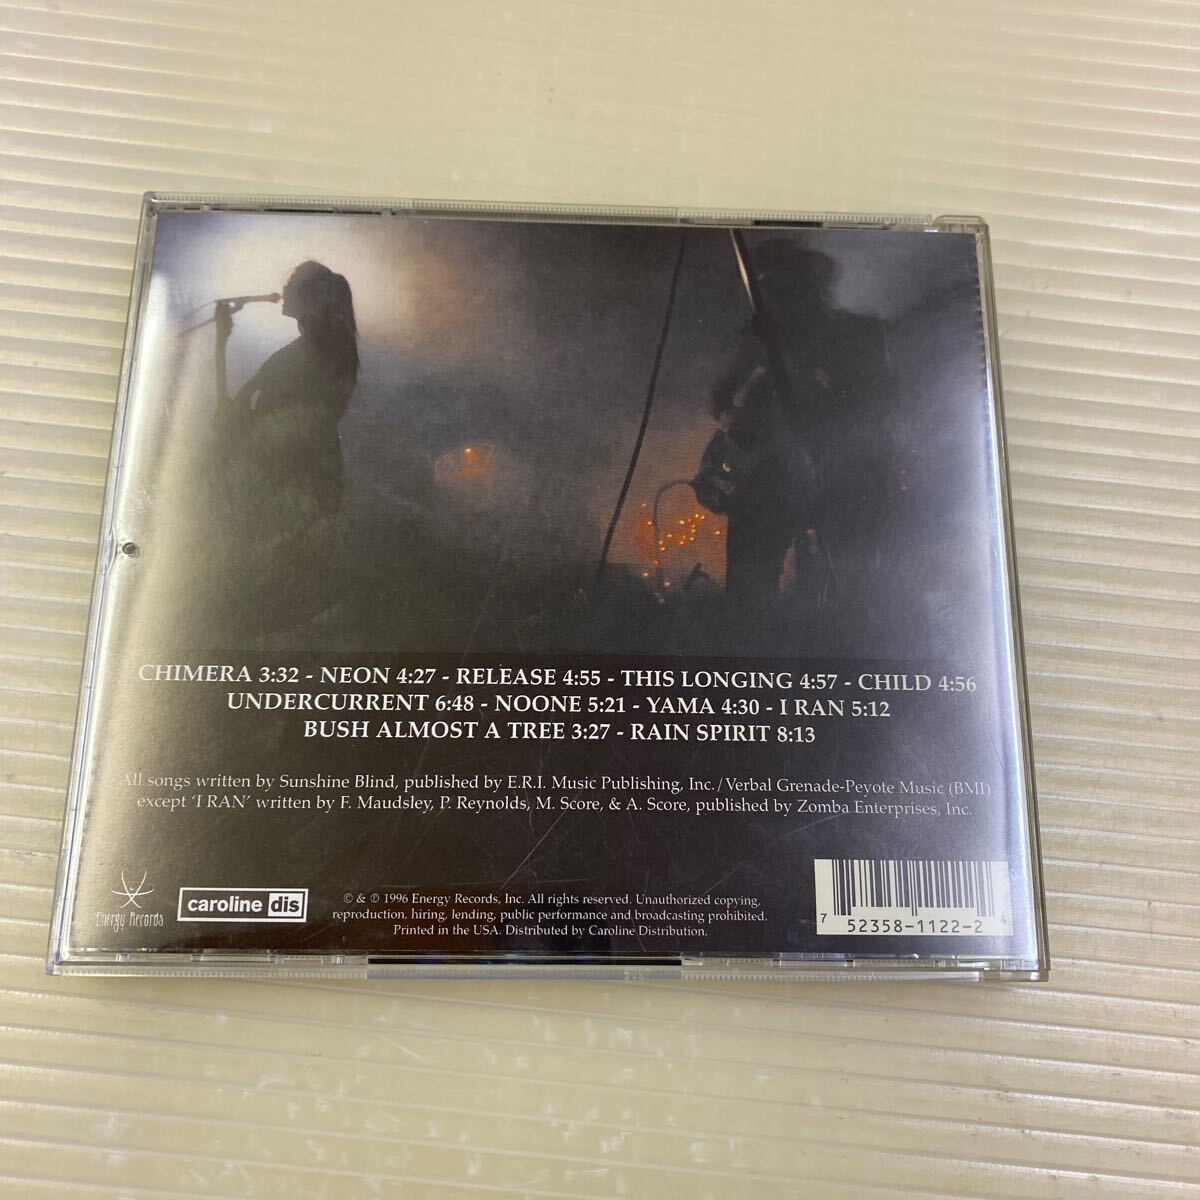 CHIMERA 3:32 - NEON 4:27 - RELEASE 4:55 - THIS LONGING 4:57 - CHILD 4:56
UNDERCURRENT 6:48 - NOONE 5:21 - YAMA 4:30 - I RAN 5:12
BUSH ALMOST A TREE 3:27 - RAIN SPIRIT 8:13
All songs written by Sunshine Blind, published by E.R.I. Music Publishing, Inc./Verbal Grenade-Peyote Music (BMI)
except 'I RAN' written by F. Maudsley, P. Reynolds, M. Score, & A. Score, published by Zomba Enterprises, Inc.
Energy Records
caroline dis
© & ℗ 1996 Energy Records, Inc. All rights reserved. Unauthorized copying,
reproduction, hiring, lending, public performance and broadcasting prohibited.
Printed in the USA. Distributed by Caroline Distribution.
7 52358-1122-2 4